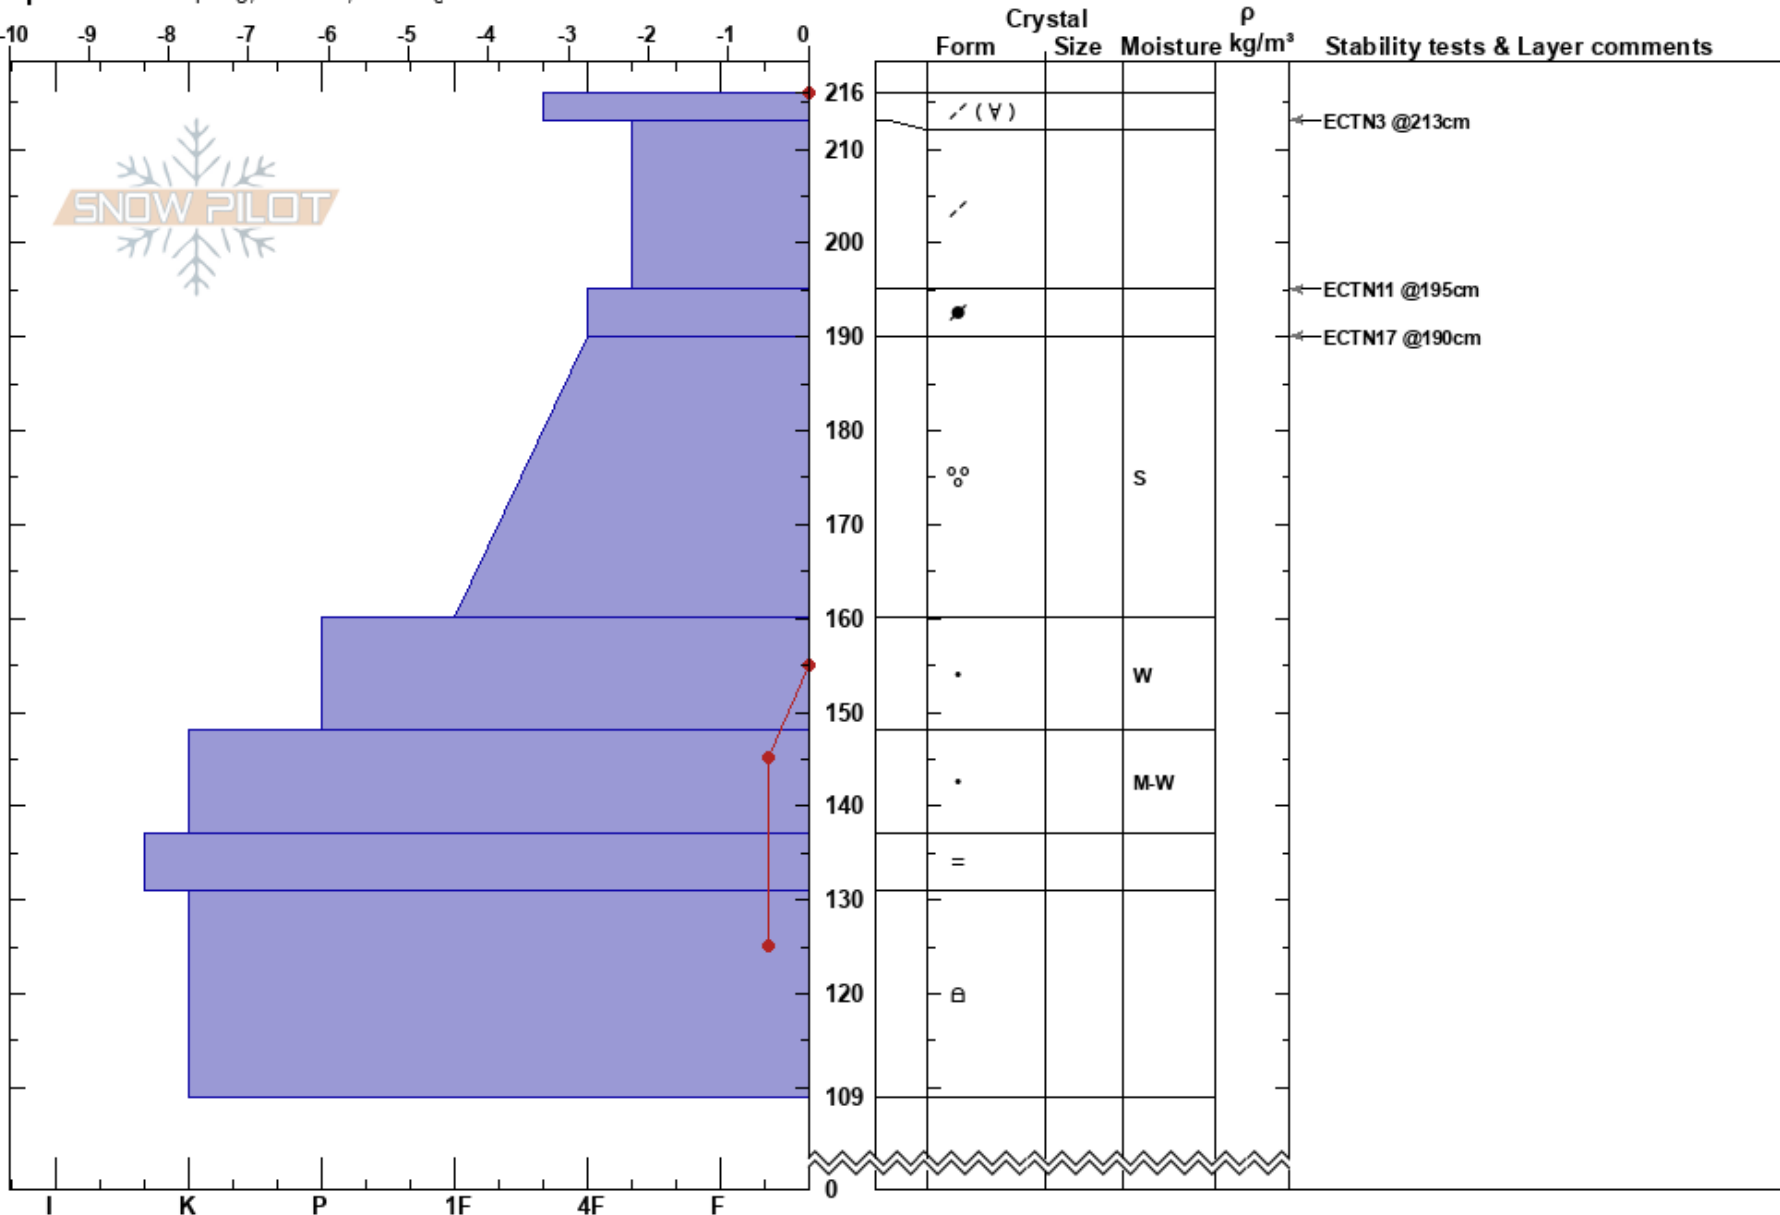 -10 -9 -8 -7 -6 -5 -4 -3 -2 -1 0
Crystal
Form Size Moisture
ρ
kg/m³
Stability tests & Layer comments
SNOW PILOT
216
210
200
190
180
170
160
150
140
130
120
109
0
( )
ECTN3 @213cm
ECTN11 @195cm
ECTN17 @190cm
S
W
M-W
=
I K P 1F 4F F